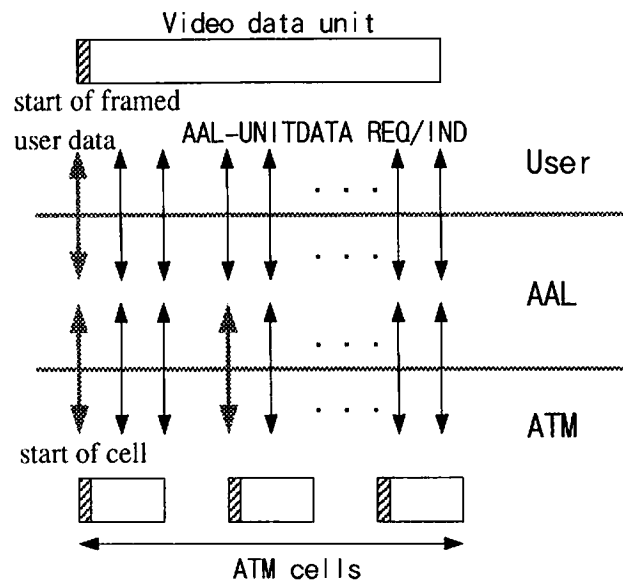 Video data unit
start of framed
user data
AAL-UNITDATA REQ/IND
User
AAL
ATM
start of cell
ATM cells